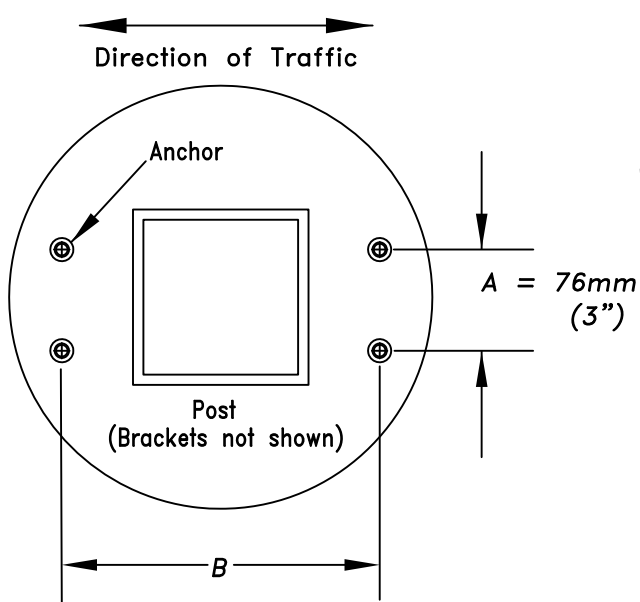 Direction of Traffic
Anchor
A = 76mm
(3")
Post
(Brackets not shown)
B